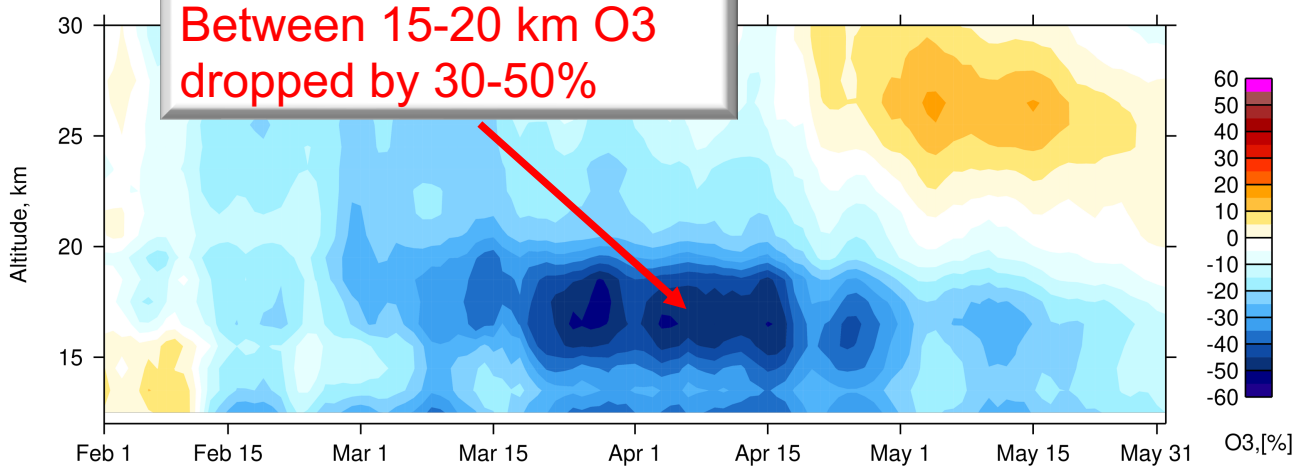 Between 15-20 km O3
dropped by 30-50%
30
25
20
15
Altitude, km
Feb 1
Feb 15
Mar 1
Mar 15
Apr 1
Apr 15
May 1
May 15
May 31
60
50
40
30
20
10
0
-10
-20
-30
-40
-50
-60
O3,[%]